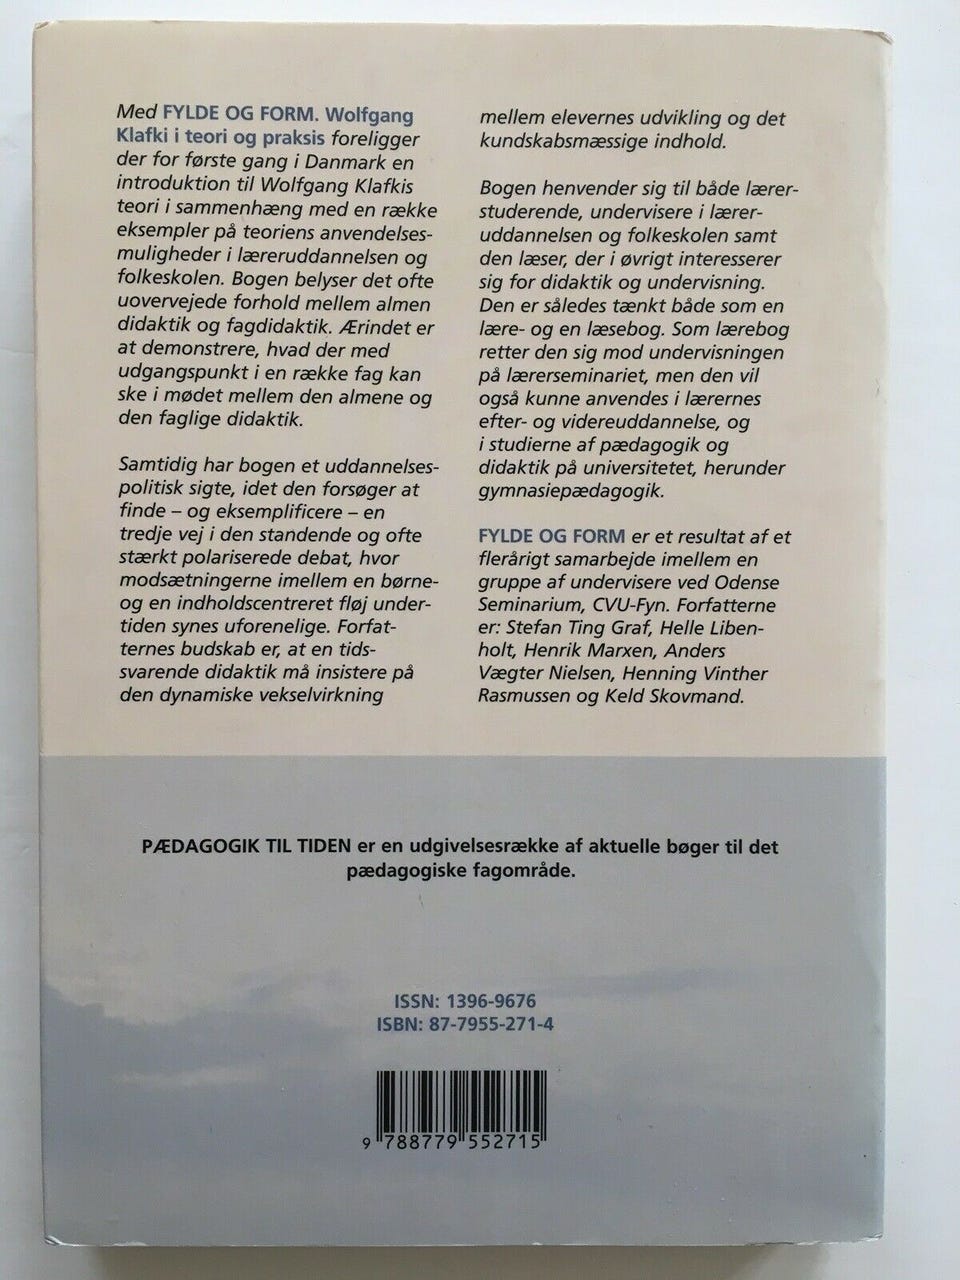 Med FYLDE OG FORM. Wolfgang
Klafki i teori og praksis foreligger
der for første gang i Danmark en
introduktion til Wolfgang Klafkis
teori i sammenhæng med en række
eksempler på teoriens anvendelses-
muligheder i læreruddannelsen og
folkeskolen. Bogen belyser det ofte
uovervejede forhold mellem almen
didaktik og fagdidaktik. Ærindet er
at demonstrere, hvad der med
udgangspunkt i en række fag kan
ske i mødet mellem den almene og
den faglige didaktik.
Samtidig har bogen et uddannelses-
politisk sigte, idet den forsøger at
finde – og eksemplificere – en
tredje vej i den standende og ofte
stærkt polariserede debat, hvor
modsætningerne imellem en børne-
og en indholdscentreret fløj under-
tiden synes uforenelige. Forfat-
ternes budskab er, at en tids-
svarende didaktik må insistere på
den dynamiske vekselvirkning
mellem elevernes udvikling og det
kundskabsmæssige indhold.
Bogen henvender sig til både lærer-
studerende, undervisere i lærer-
uddannelsen og folkeskolen samt
den læser, der i øvrigt interesserer
sig for didaktik og undervisning.
Den er således tænkt både som en
lære- og en læsebog. Som lærebog
retter den sig mod undervisningen
på lærerseminariet, men den vil
også kunne anvendes i lærernes
efter- og videreuddannelse, og
i studierne af pædagogik og
didaktik på universitetet, herunder
gymnasiepædagogik.
FYLDE OG FORM er et resultat af et
flerårigt samarbejde imellem en
gruppe af undervisere ved Odense
Seminarium, CVU-Fyn. Forfatterne
er: Stefan Ting Graf, Helle Liben-
holt, Henrik Marxen, Anders
Vægter Nielsen, Henning Vinther
Rasmussen og Keld Skovmand.
PÆDAGOGIK TIL TIDEN er en udgivelsesrække af aktuelle bøger til det
pædagogiske fagområde.
ISSN: 1396-9676
ISBN: 87-7955-271-4
9 788779 552715